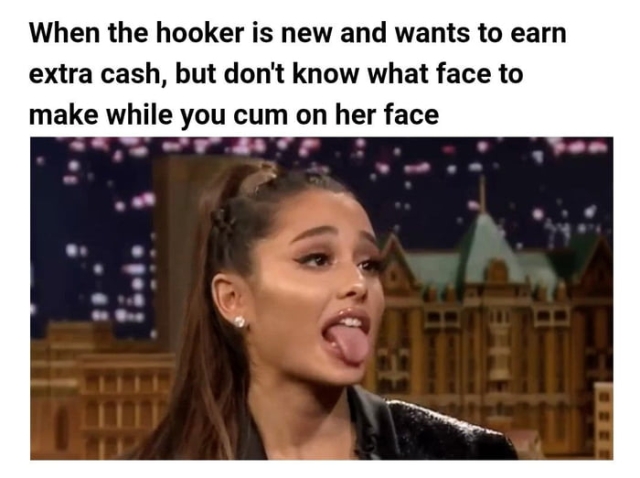 When the hooker is new and wants to earn
extra cash, but don't know what face to
make while you cum on her face